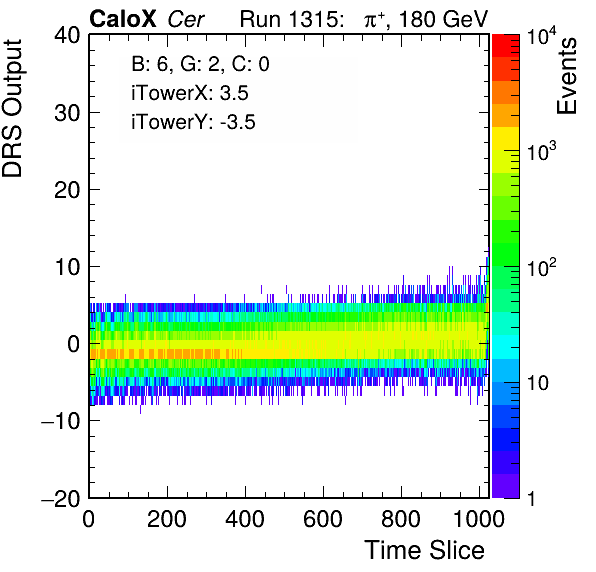 CaloX Cer Run 1315: π⁺, 180 GeV
B: 6, G: 2, C: 0
iTowerX: 3.5
iTowerY: -3.5
DRS Output
40
30
20
10
0
−10
−20
0 200 400 600 800 1000
Time Slice
10⁴
10³
10²
10
1
Events